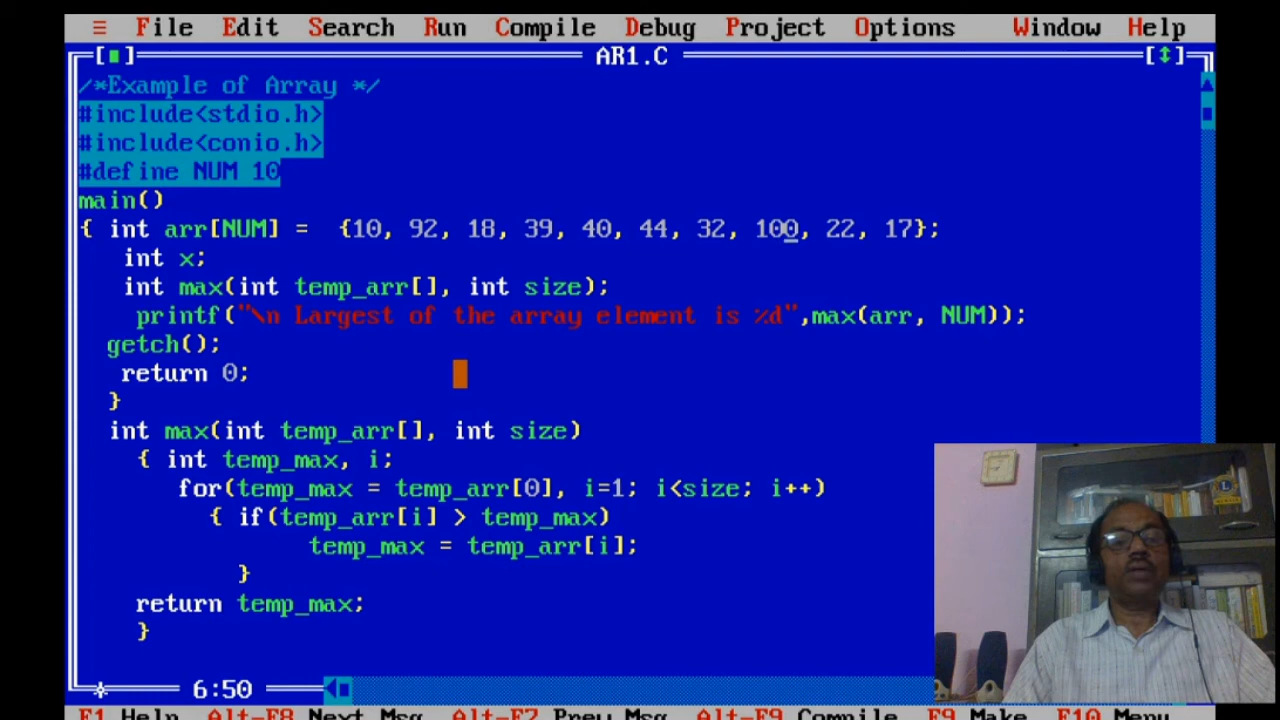 ≡ File Edit Search Run Compile Debug Project Options Window Help
[■] AR1.C [↕]
/*Example of Array */
#include<stdio.h>
#include<conio.h>
#define NUM 10
main()
{ int arr[NUM] = {10, 92, 18, 39, 40, 44, 32, 100, 22, 17};
int x;
int max(int temp_arr[], int size);
printf("\n Largest of the array element is %d",max(arr, NUM));
getch();
return 0;
}
int max(int temp_arr[], int size)
{ int temp_max, i;
for(temp_max = temp_arr[0], i=1; i<size; i++)
{ if(temp_arr[i] > temp_max)
temp_max = temp_arr[i];
}
return temp_max;
}
6:50
F1 Help Alt-F8 Next Msg Alt-F7 Prev Msg Alt-F9 Compile F9 Make F10 Menu